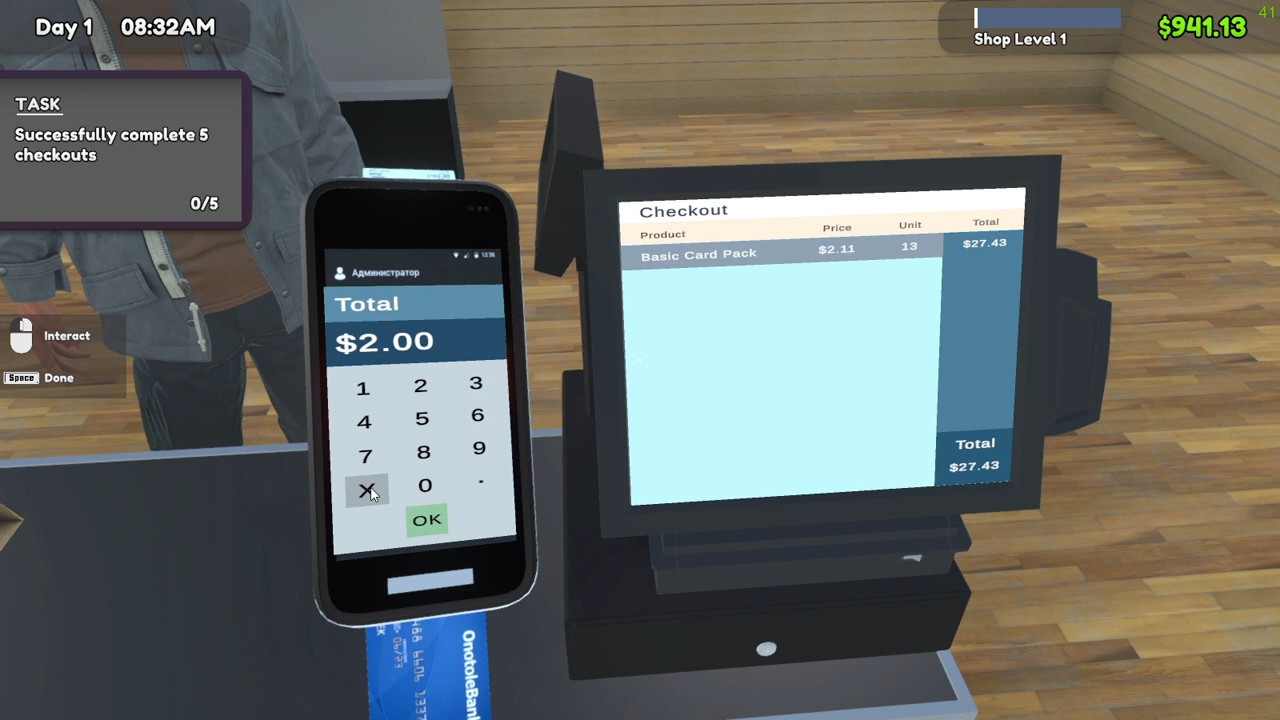 Day 1 08:32AM
41
$941.13
Shop Level 1
TASK
Successfully complete 5
checkouts
0/5
Interact
Space Done
Администратор
Total
$2.00
1 2 3
4 5 6
7 8 9
X 0 .
OK
Checkout
Product Price Unit Total
Basic Card Pack $2.11 13 $27.43
Total
$27.43
OnotoleBank